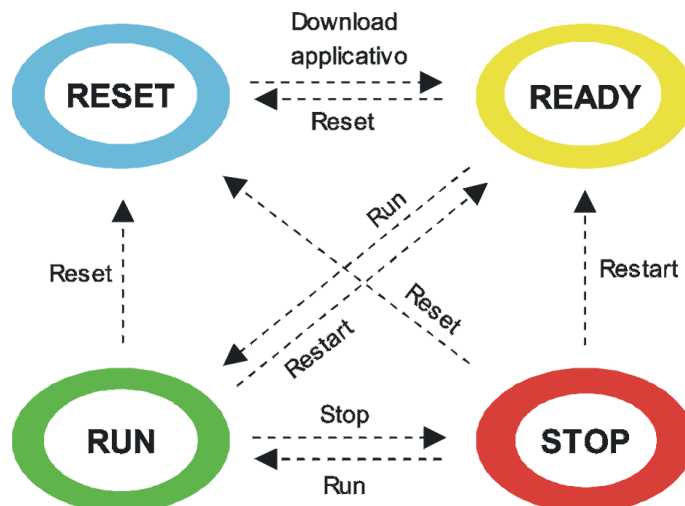 Download
applicativo
RESET
READY
Reset
Run
Reset
Restart
Reset
Restart
Stop
RUN
STOP
Run